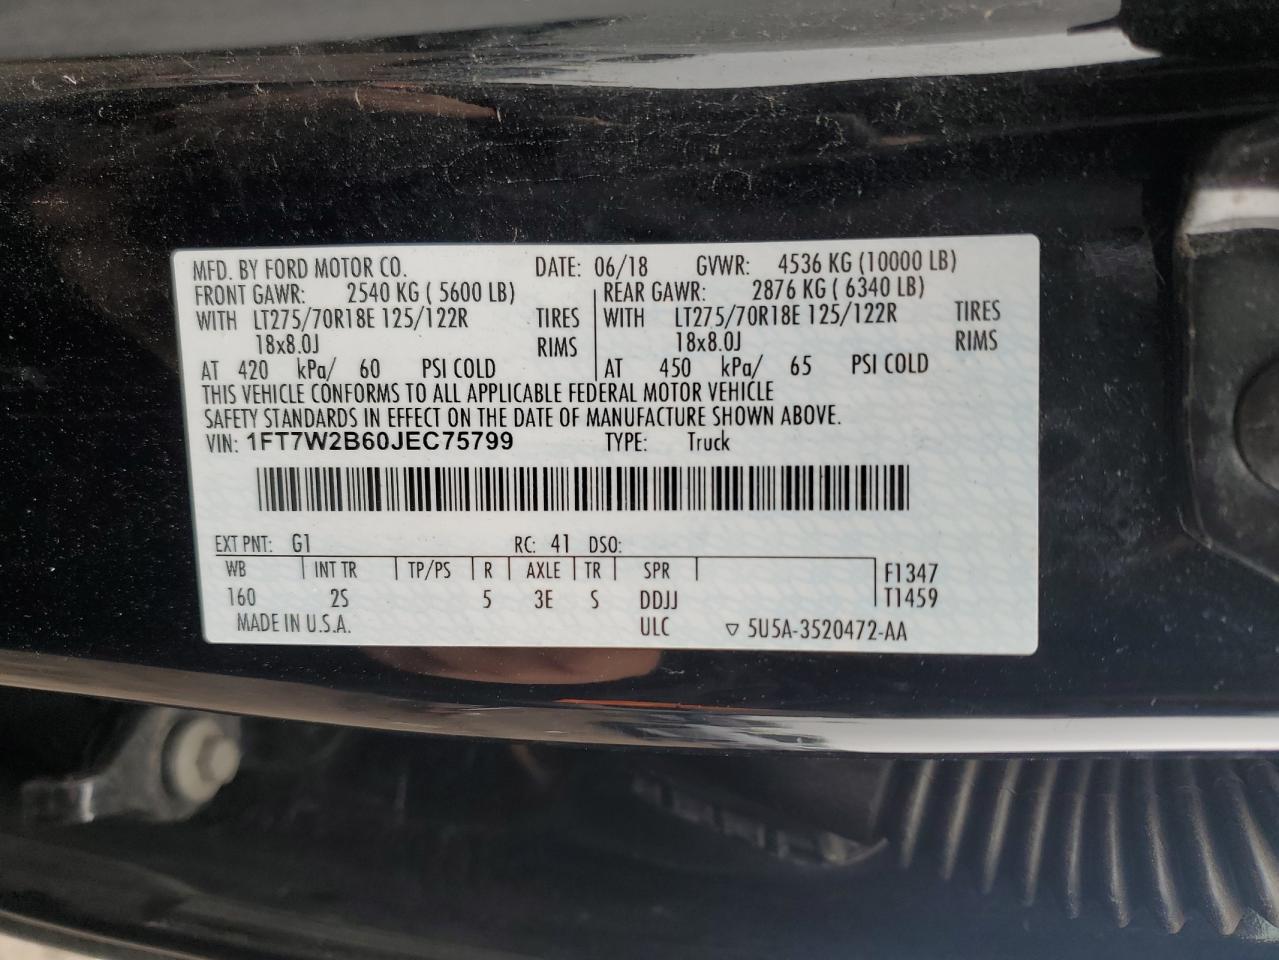 MFD. BY FORD MOTOR CO. DATE: 06/18 GVWR: 4536 KG (10000 LB)
FRONT GAWR: 2540 KG ( 5600 LB) REAR GAWR: 2876 KG ( 6340 LB)
WITH LT275/70R18E 125/122R TIRES WITH LT275/70R18E 125/122R TIRES
18x8.0J RIMS 18x8.0J RIMS
AT 420 kPa/ 60 PSI COLD AT 450 kPa/ 65 PSI COLD
THIS VEHICLE CONFORMS TO ALL APPLICABLE FEDERAL MOTOR VEHICLE
SAFETY STANDARDS IN EFFECT ON THE DATE OF MANUFACTURE SHOWN ABOVE.
VIN: 1FT7W2B60JEC75799 TYPE: Truck
EXT PNT: G1 RC: 41 DSO:
WB INT TR TP/PS R AXLE TR SPR F1347
160 2S 5 3E S DDJJ T1459
MADE IN U.S.A. ULC ▽ 5U5A-3520472-AA